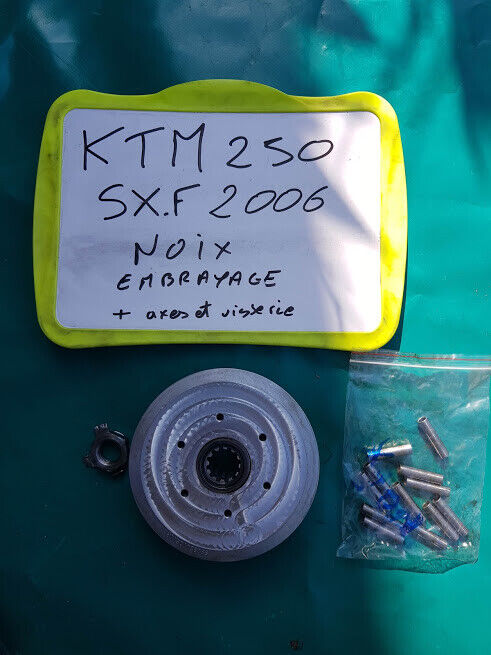 KTM 250
SX.F 2006
NOix
EMBRAYAGE
+ axes et visserie